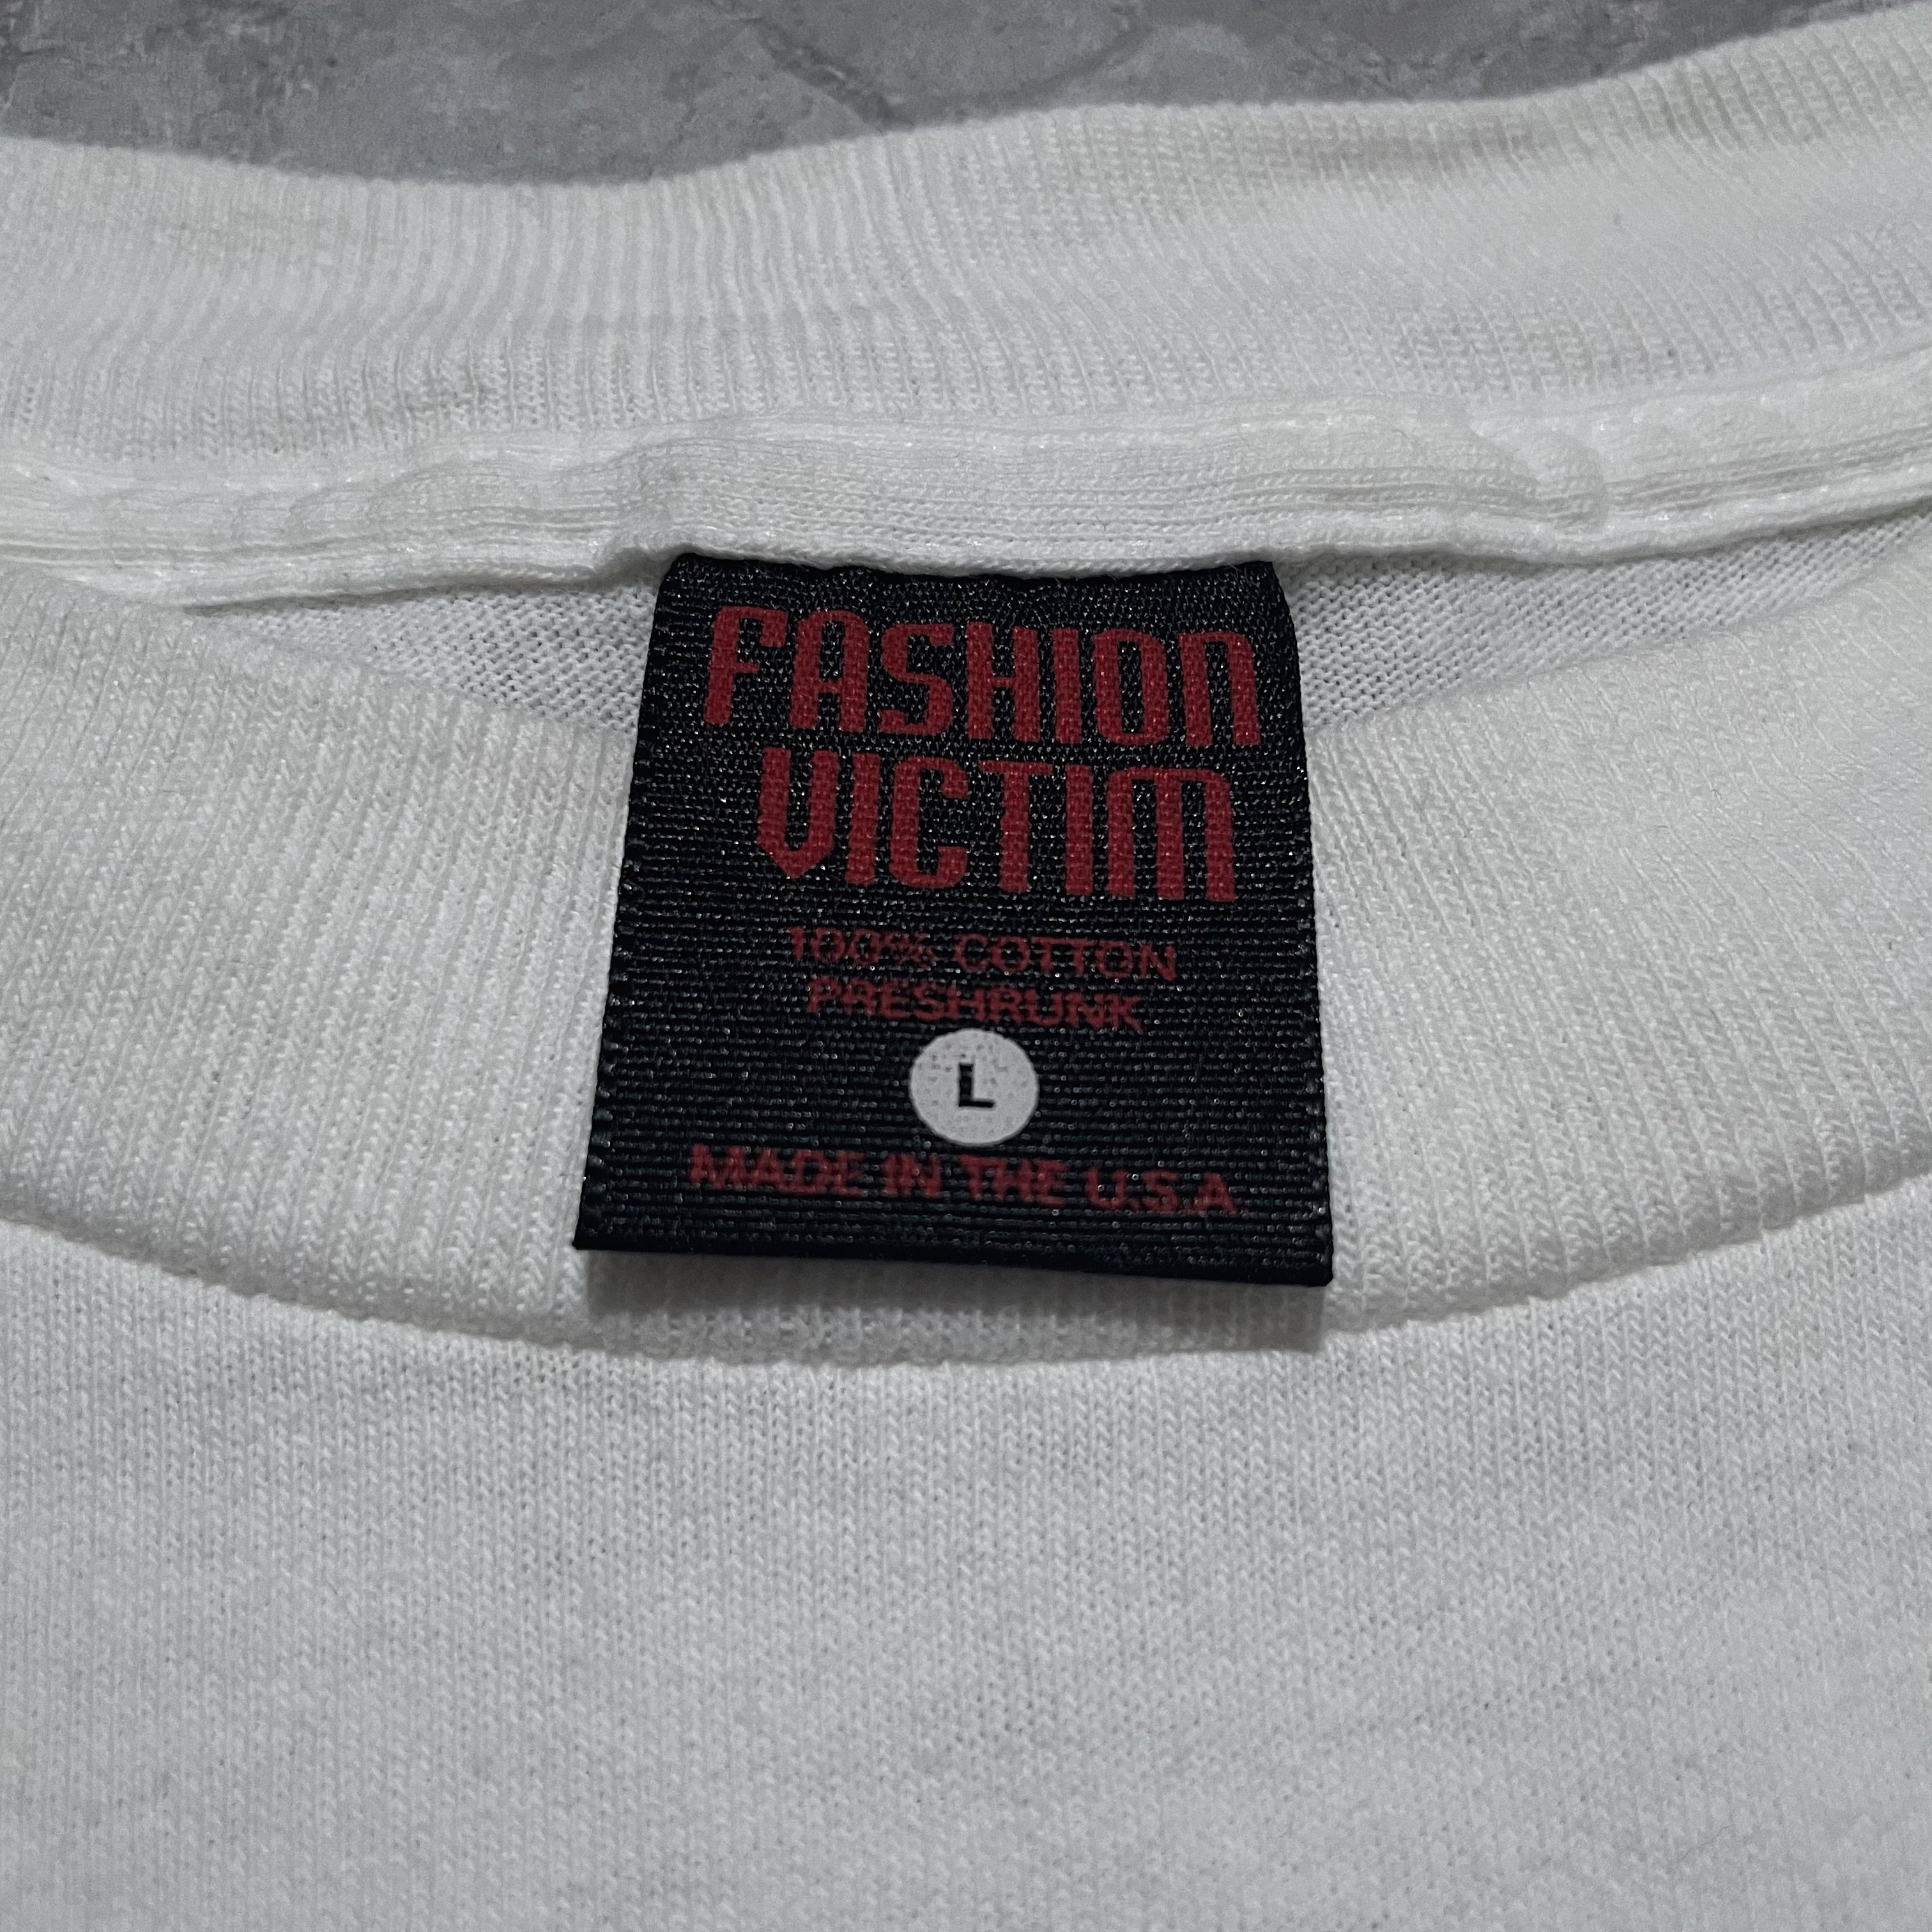 FASHION
VICTIM
100% COTTON
PRESHRUNK
L
MADE IN THE U.S.A.